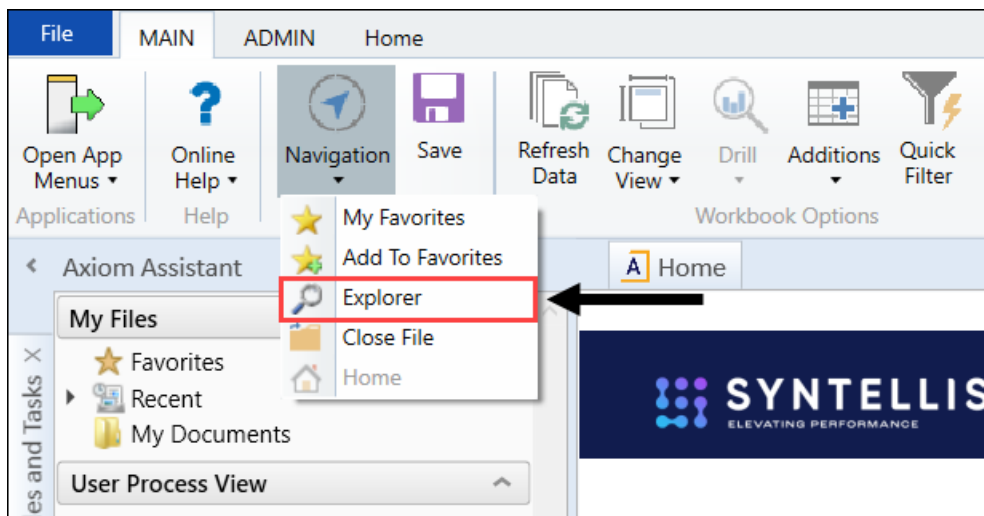 File MAIN ADMIN Home
Open App Menus
Online Help
Navigation
Save
Refresh Data
Change View
Drill
Additions
Quick Filter
Applications
Help
Workbook Options
My Favorites
Add To Favorites
Explorer
Close File
Home
Axiom Assistant
A Home
My Files
Favorites
Recent
My Documents
User Process View
es and Tasks
SYNTELLIS
ELEVATING PERFORMANCE